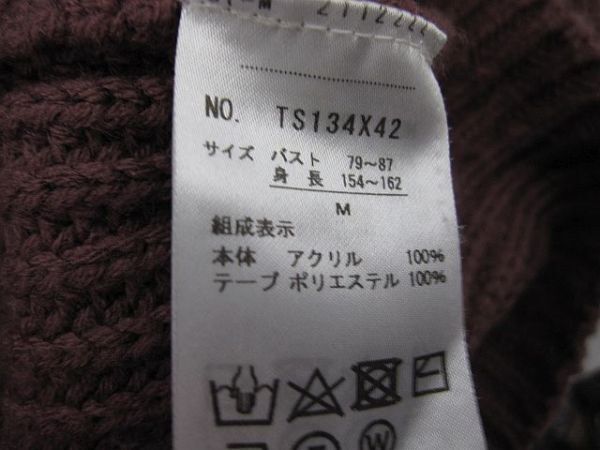 NO. TS134X42
サイズ バスト 79~87
身長 154~162
M
組成表示
本体 アクリル 100%
テープ ポリエステル 100%
W